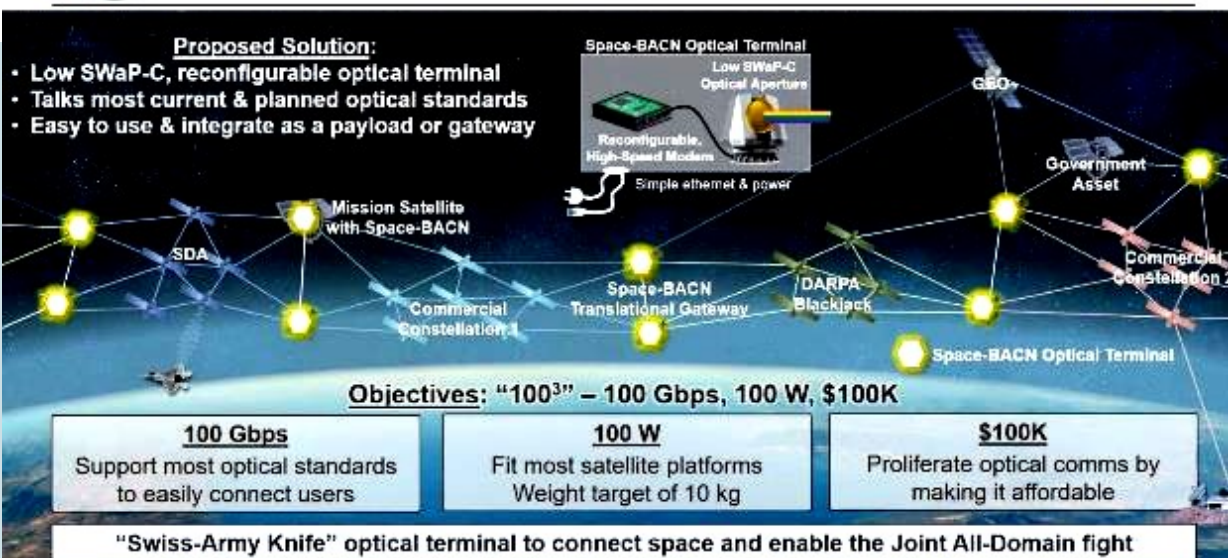 Proposed Solution:
• Low SWaP-C, reconfigurable optical terminal
• Talks most current & planned optical standards
• Easy to use & integrate as a payload or gateway
Space-BACN Optical Terminal
Low SWaP-C
Optical Aperture
Reconfigurable,
High-Speed Modem
Simple ethernet & power
GEO
Government
Asset
Mission Satellite
with Space-BACN
SDA
Commercial
Constellation 1
Space-BACN
Translational Gateway
DARPA
Blackjack
Commercial
Constellation
Space-BACN Optical Terminal
Objectives: “100³” – 100 Gbps, 100 W, $100K
100 Gbps
Support most optical standards
to easily connect users
100 W
Fit most satellite platforms
Weight target of 10 kg
$100K
Proliferate optical comms by
making it affordable
“Swiss-Army Knife” optical terminal to connect space and enable the Joint All-Domain fight